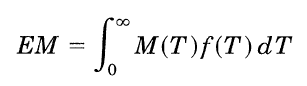 EM = ∫₀^∞ M(T)f(T) dT